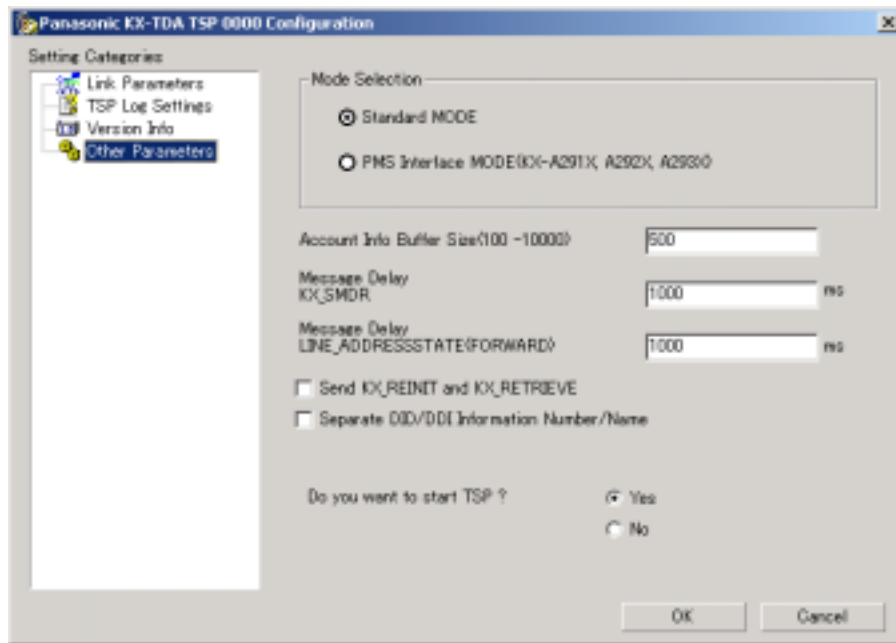 Panasonic KX-TDA TSP 0000 Configuration
Setting Categories
Link Parameters
TSP Log Settings
Version Info
Other Parameters
Mode Selection
Standard MODE
PMS Interface MODE(KX-A291X, A292X, A293X)
Account Info Buffer Size(100 -10000)
500
Message Delay
KX_SMDR
1000
ms
Message Delay
LINE_ADDRESSSTATE(FORWARD)
1000
ms
Send KX_REINIT and KX_RETRIEVE
Separate DID/DDI Information Number/Name
Do you want to start TSP ?
Yes
No
OK
Cancel